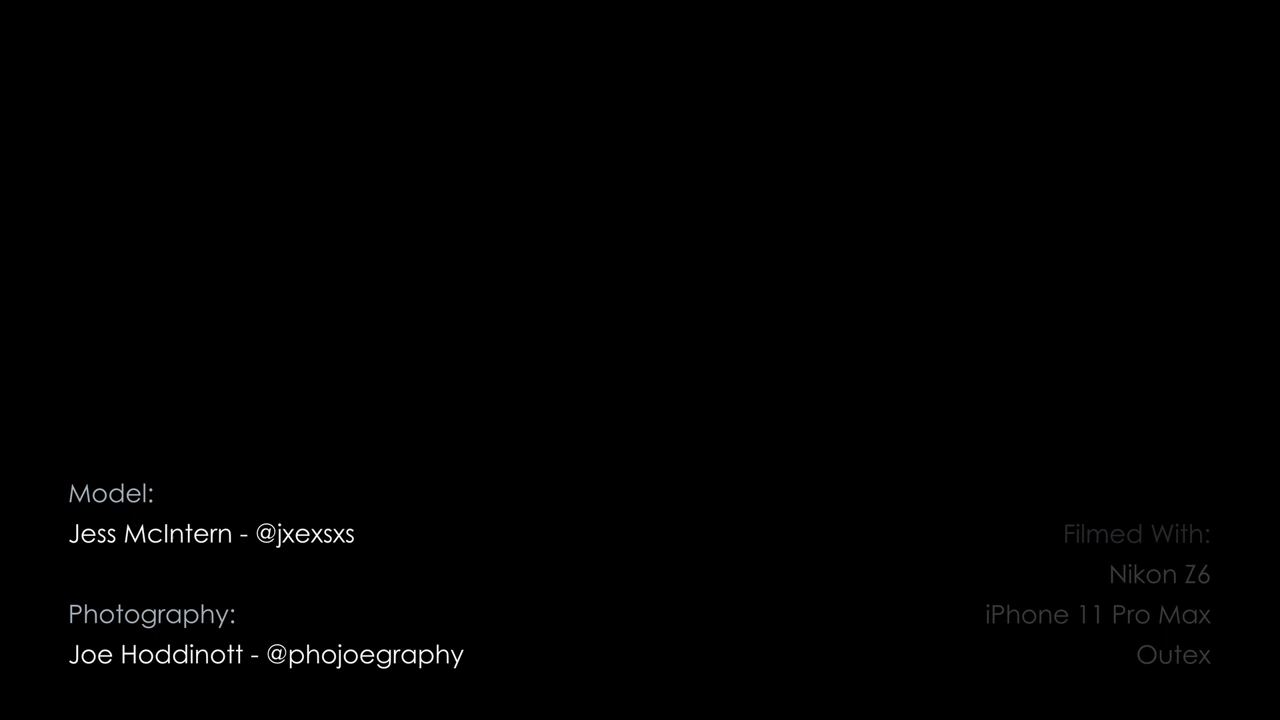 Model:
Jess McIntern - @jxexsxs
Photography:
Joe Hoddinott - @phojoegraphy
Filmed With:
Nikon Z6
iPhone 11 Pro Max
Outex